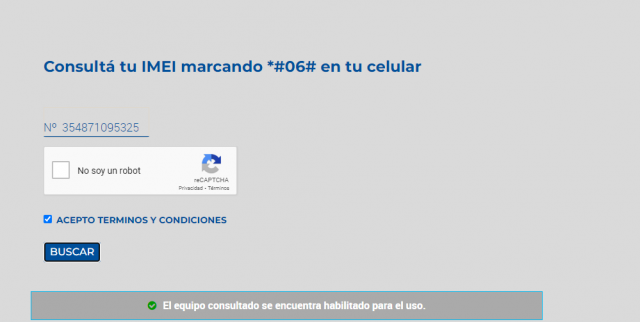 Consultá tu IMEI marcando *#06# en tu celular
Nº 354871095325
No soy un robot
reCAPTCHA
Privacidad - Términos
ACEPTO TERMINOS Y CONDICIONES
BUSCAR
El equipo consultado se encuentra habilitado para el uso.